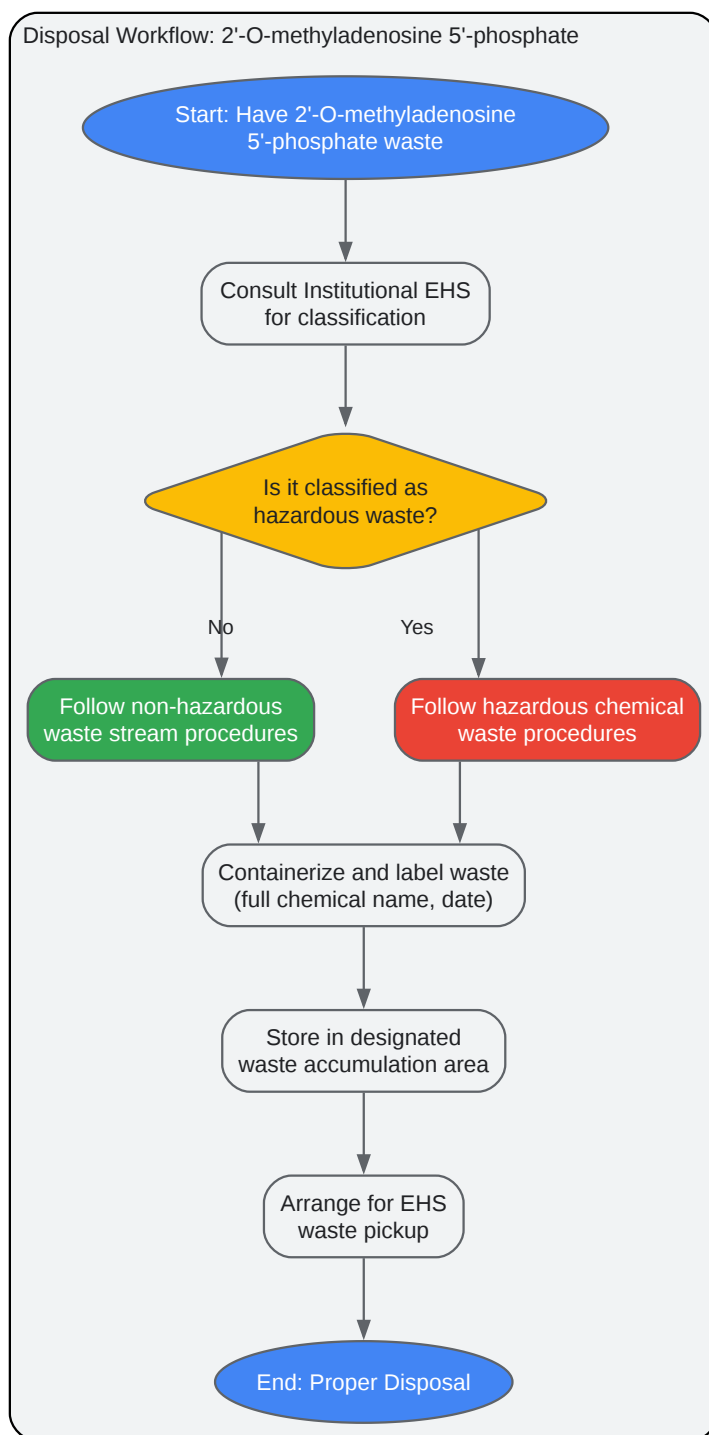 Disposal Workflow: 2'-O-methyladenosine 5'-phosphate
Start: Have 2'-O-methyladenosine
5'-phosphate waste
Consult Institutional EHS
for classification
Is it classified as
hazardous waste?
No
Yes
Follow non-hazardous
waste stream procedures
Follow hazardous chemical
waste procedures
Containerize and label waste
(full chemical name, date)
Store in designated
waste accumulation area
Arrange for EHS
waste pickup
End: Proper Disposal